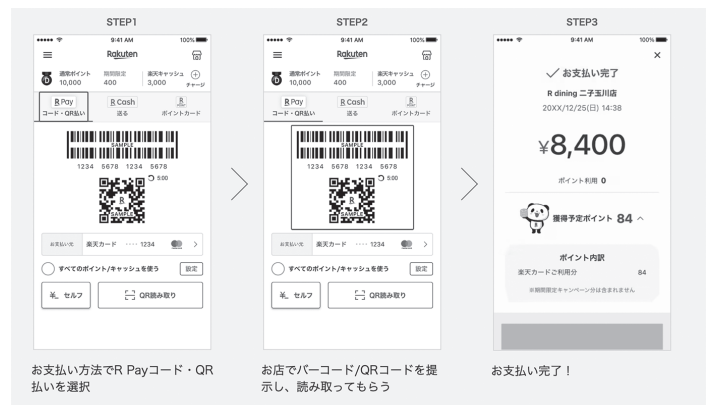 STEP1
9:41 AM 100%
Rakuten
通常ポイント 期間限定 楽天キャッシュ
10,000 400 3,000 チャージ
R Pay R Cash R
コード・QR払い 送る ポイントカード
SAMPLE
1234 5678 1234 5678
5:00
R
SAMPLE
お支払い元 楽天カード ···· 1234
すべてのポイント/キャッシュを使う 設定
セルフ QR読み取り
お支払い方法でR Payコード・QR
払いを選択
STEP2
9:41 AM 100%
Rakuten
通常ポイント 期間限定 楽天キャッシュ
10,000 400 3,000 チャージ
R Pay R Cash R
コード・QR払い 送る ポイントカード
SAMPLE
1234 5678 1234 5678
5:00
R
SAMPLE
お支払い元 楽天カード ···· 1234
すべてのポイント/キャッシュを使う 設定
セルフ QR読み取り
お店でバーコード/QRコードを提
示し、読み取ってもらう
STEP3
9:41 AM 100%
お支払い完了
R dining 二子玉川店
20XX/12/25(日) 14:38
¥8,400
ポイント利用 0
獲得予定ポイント 84
ポイント内訳
楽天カードご利用分 84
※期間限定キャンペーン分は含まれません
お支払い完了！